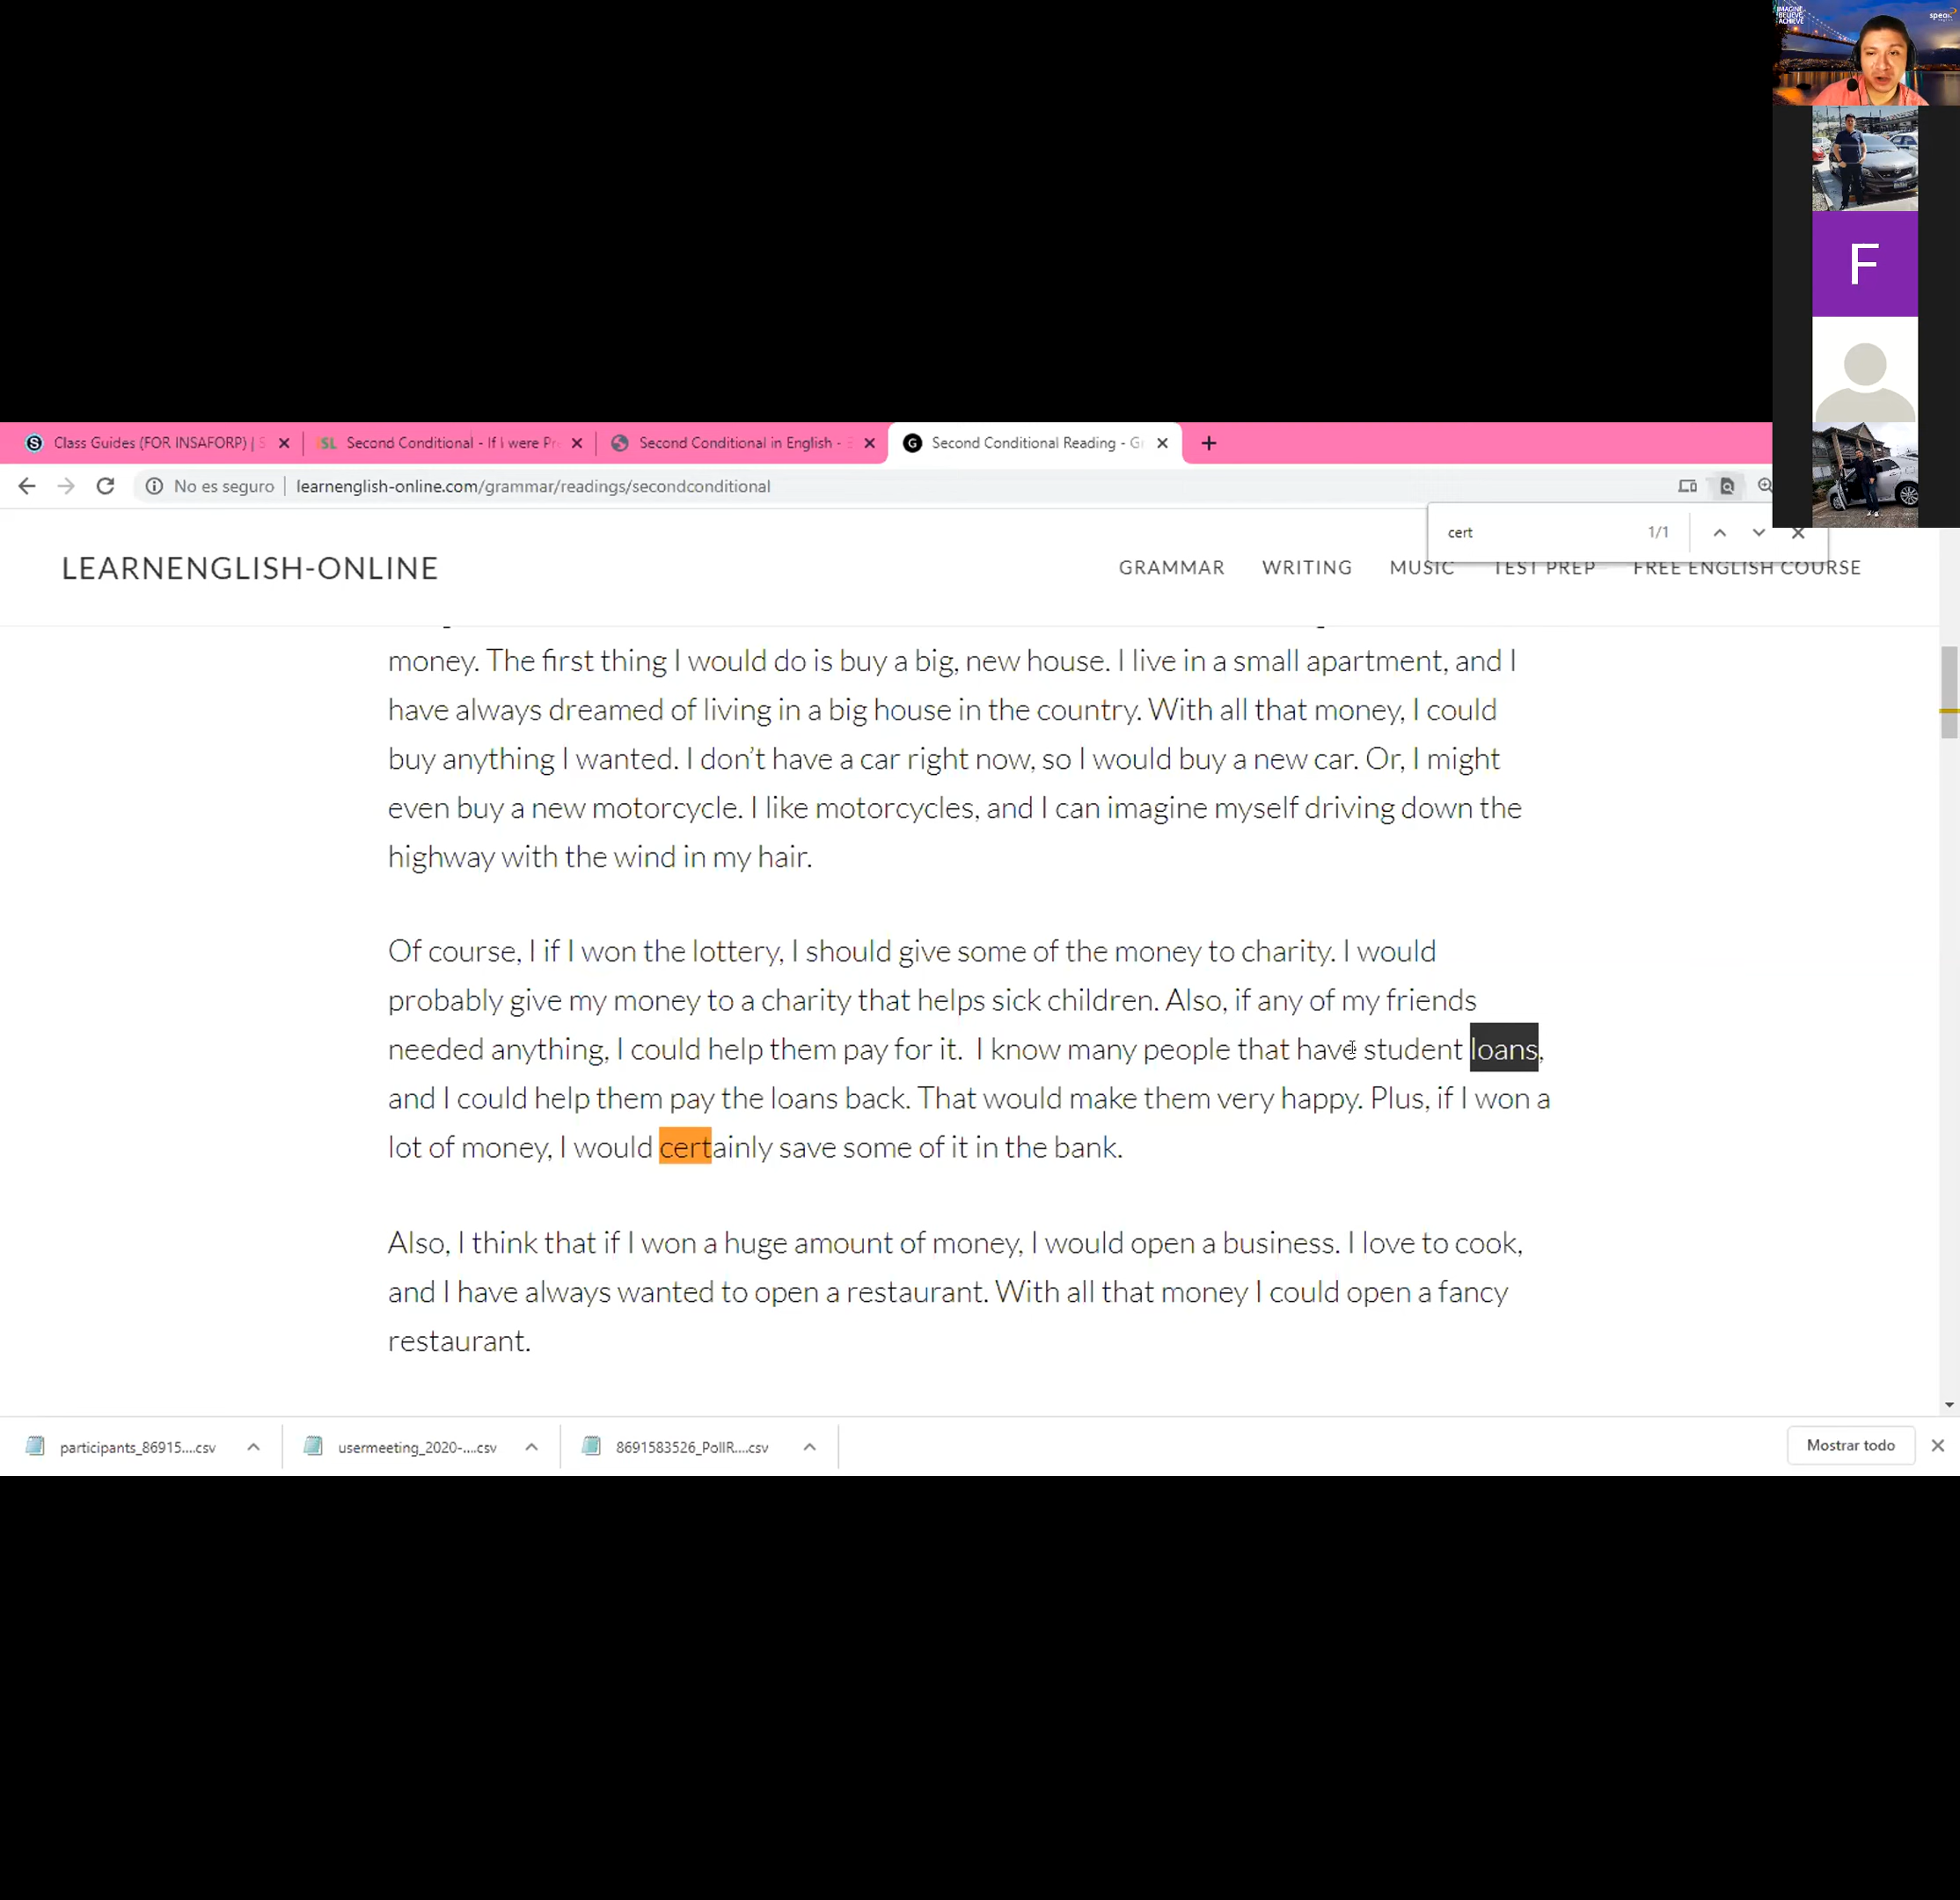 IMAGINE
BELIEVE
ACHIEVE
F
Class Guides (FOR INSAFORP) |
SL Second Conditional - If I were Pr
Second Conditional in English -
G Second Conditional Reading - G
No es seguro | learnenglish-online.com/grammar/readings/secondconditional
cert 1/1
LEARNENGLISH-ONLINE GRAMMAR WRITING MUSIC TEST PREP FREE ENGLISH COURSE
money. The first thing I would do is buy a big, new house. I live in a small apartment, and I
have always dreamed of living in a big house in the country. With all that money, I could
buy anything I wanted. I don’t have a car right now, so I would buy a new car. Or, I might
even buy a new motorcycle. I like motorcycles, and I can imagine myself driving down the
highway with the wind in my hair.
Of course, I if I won the lottery, I should give some of the money to charity. I would
probably give my money to a charity that helps sick children. Also, if any of my friends
needed anything, I could help them pay for it. I know many people that have student loans,
and I could help them pay the loans back. That would make them very happy. Plus, if I won a
lot of money, I would certainly save some of it in the bank.
Also, I think that if I won a huge amount of money, I would open a business. I love to cook,
and I have always wanted to open a restaurant. With all that money I could open a fancy
restaurant.
participants_86915....csv usermeeting_2020-....csv 8691583526_PollR....csv Mostrar todo